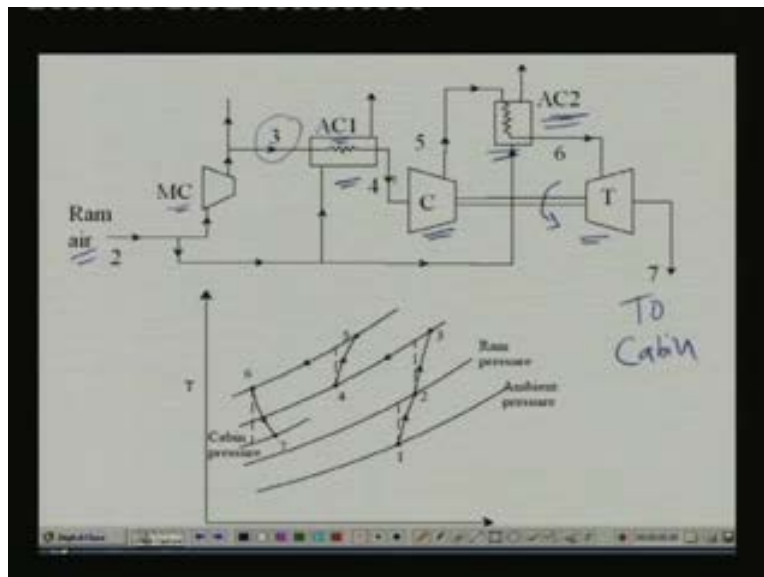 AC2
3
AC1
5
6
MC
4
C
T
Ram
air
2
7
To
Cabin
6
5
3
Ram
pressure
T
4
2
Ambient
pressure
Cabin
pressure
7
1